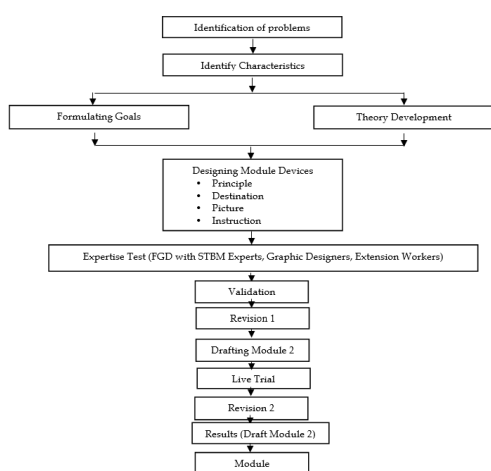 Identification of problems
Identify Characteristics
Formulating Goals
Theory Development
Designing Module Devices
• Principle
• Destination
• Picture
• Instruction
Expertise Test (FGD with STBM Experts, Graphic Designers, Extension Workers)
Validation
Revision 1
Drafting Module 2
Live Trial
Revision 2
Results (Draft Module 2)
Module